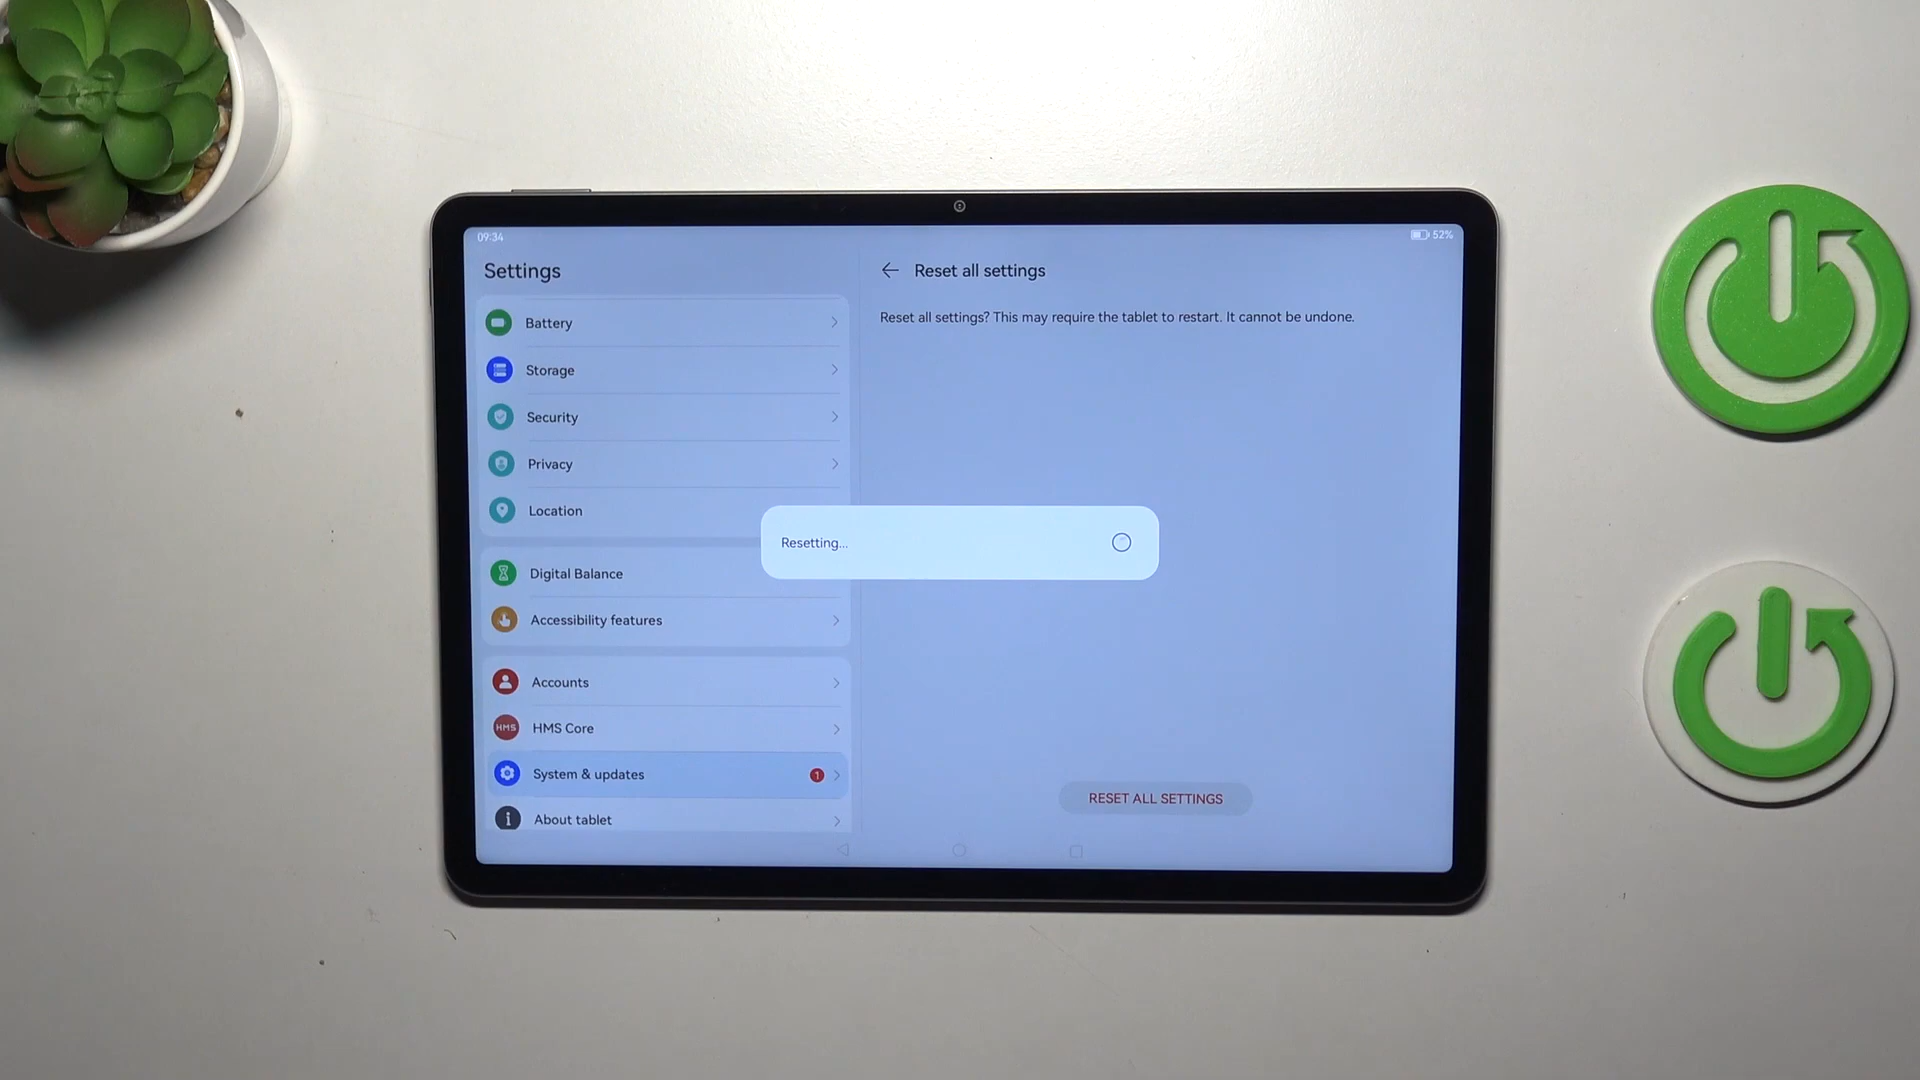 09:34
52%
Settings
Battery
Storage
Security
Privacy
Location
Digital Balance
Accessibility features
Accounts
HMS
HMS Core
System & updates
1
About tablet
Reset all settings
Reset all settings? This may require the tablet to restart. It cannot be undone.
Resetting...
RESET ALL SETTINGS